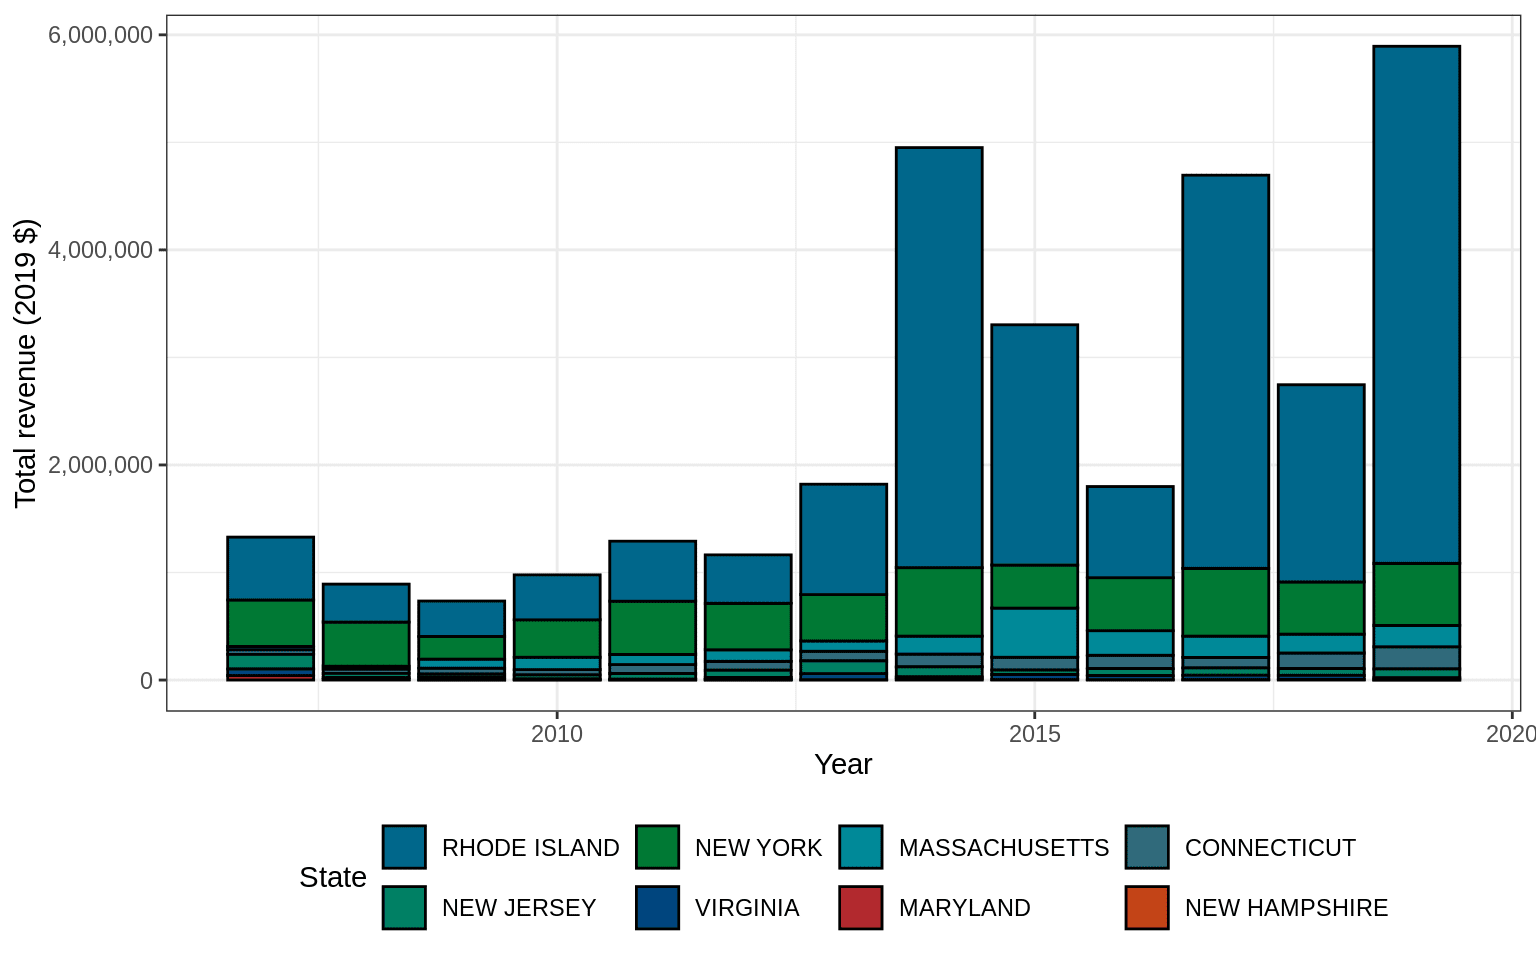 6,000,000
4,000,000
2,000,000
0
Total revenue (2019 $)
2010 2015 2020
Year
State
RHODE ISLAND NEW YORK MASSACHUSETTS CONNECTICUT
NEW JERSEY VIRGINIA MARYLAND NEW HAMPSHIRE